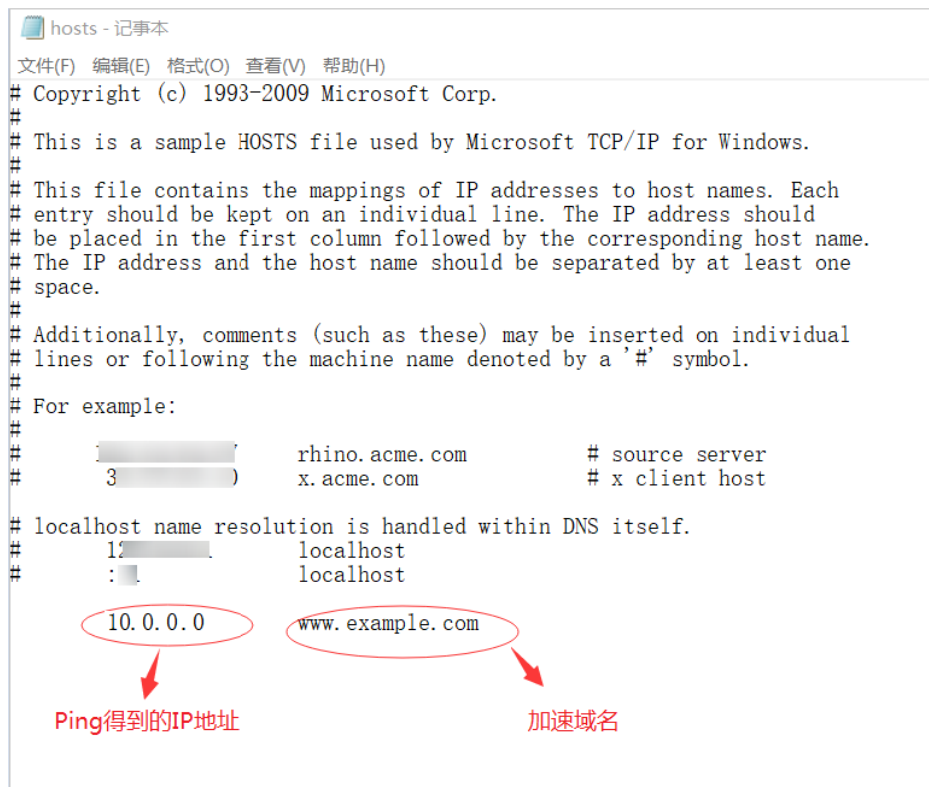 hosts - 记事本
文件(F) 编辑(E) 格式(O) 查看(V) 帮助(H)
# Copyright (c) 1993-2009 Microsoft Corp.
#
# This is a sample HOSTS file used by Microsoft TCP/IP for Windows.
#
# This file contains the mappings of IP addresses to host names. Each
# entry should be kept on an individual line. The IP address should
# be placed in the first column followed by the corresponding host name.
# The IP address and the host name should be separated by at least one
# space.
#
# Additionally, comments (such as these) may be inserted on individual
# lines or following the machine name denoted by a '#' symbol.
#
# For example:
#
# rhino.acme.com # source server
# x.acme.com # x client host
# localhost name resolution is handled within DNS itself.
# localhost
# localhost
10.0.0.0 www.example.com
Ping得到的IP地址 加速域名